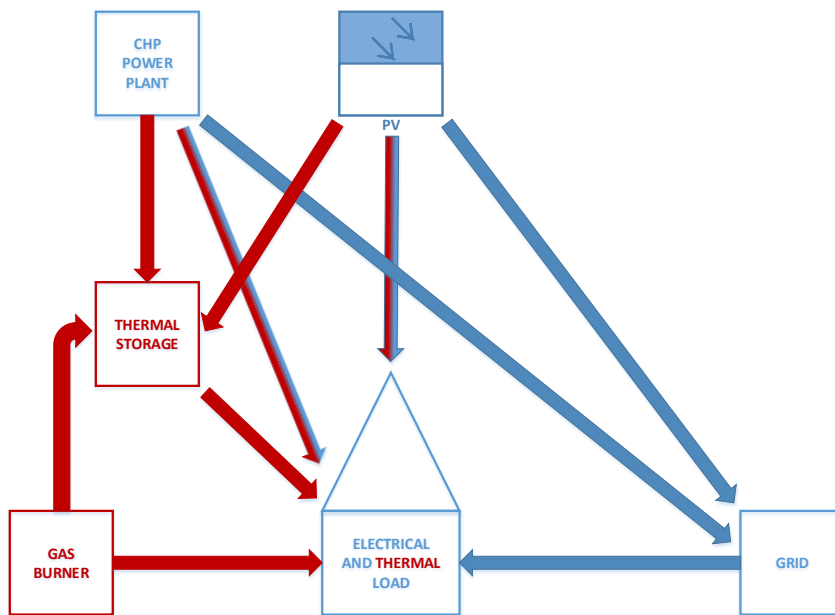 CHP
POWER
PLANT
PV
THERMAL
STORAGE
GAS
BURNER
ELECTRICAL
AND THERMAL
LOAD
GRID